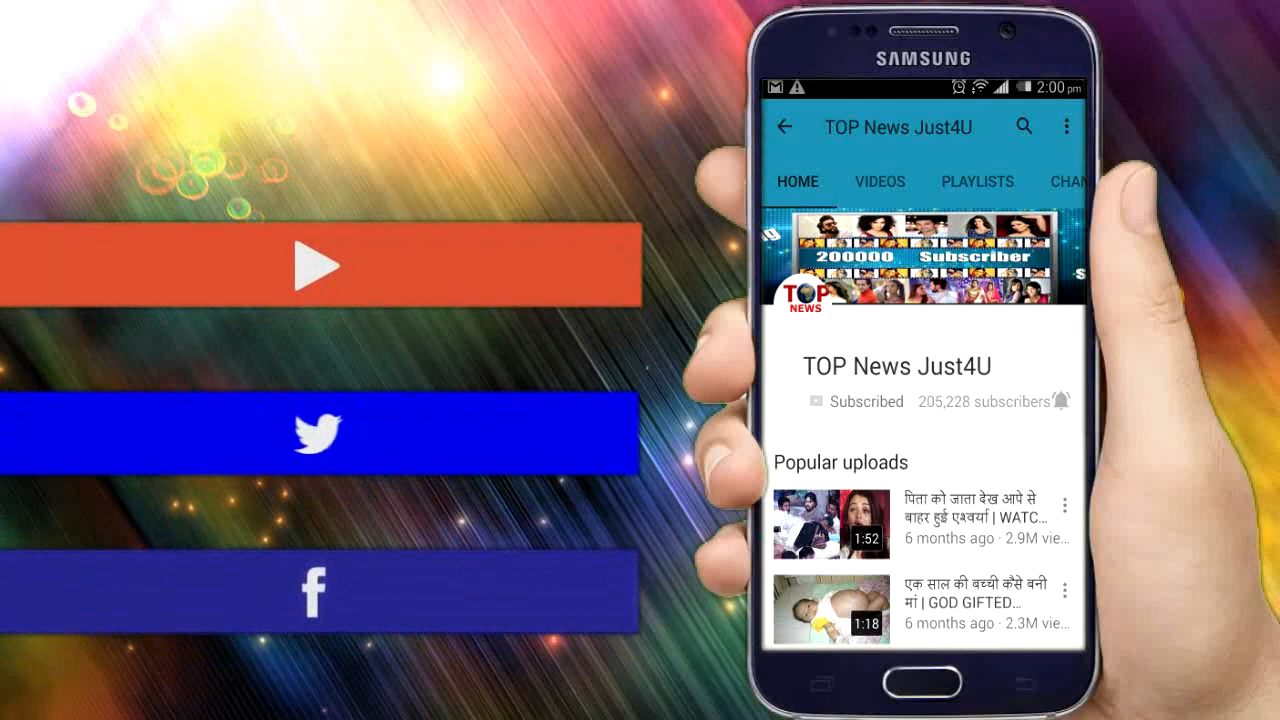 SAMSUNG
2:00 pm
TOP News Just4U
HOME VIDEOS PLAYLISTS CHAN
200000 Subscriber
TOP
NEWS
TOP News Just4U
Subscribed 205,228 subscribers
Popular uploads
पिता को जाता देख आपे से
बाहर हुई एश्वर्या | WATC...
1:52
6 months ago · 2.9M vie...
एक साल की बच्ची कैसे बनी
मां | GOD GIFTED...
1:18
6 months ago · 2.3M vie...